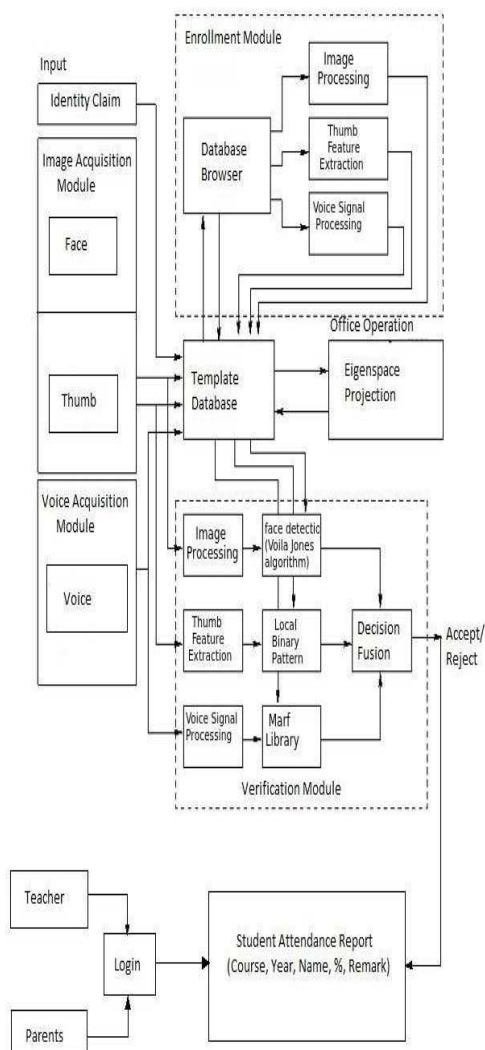 Enrollment Module
Input
Identity Claim
Image Acquisition
Module
Face
Thumb
Voice Acquisition
Module
Voice
Database
Browser
Image
Processing
Thumb
Feature
Extraction
Voice Signal
Processing
Office Operation
Template
Database
Eigenspace
Projection
Image
Processing
face detectio
(Voila Jones
algorithm)
Thumb
Feature
Extraction
Local
Binary
Pattern
Decision
Fusion
Accept/
Reject
Voice Signal
Processing
Marf
Library
Verification Module
Teacher
Login
Parents
Student Attendance Report
(Course, Year, Name, %, Remark)